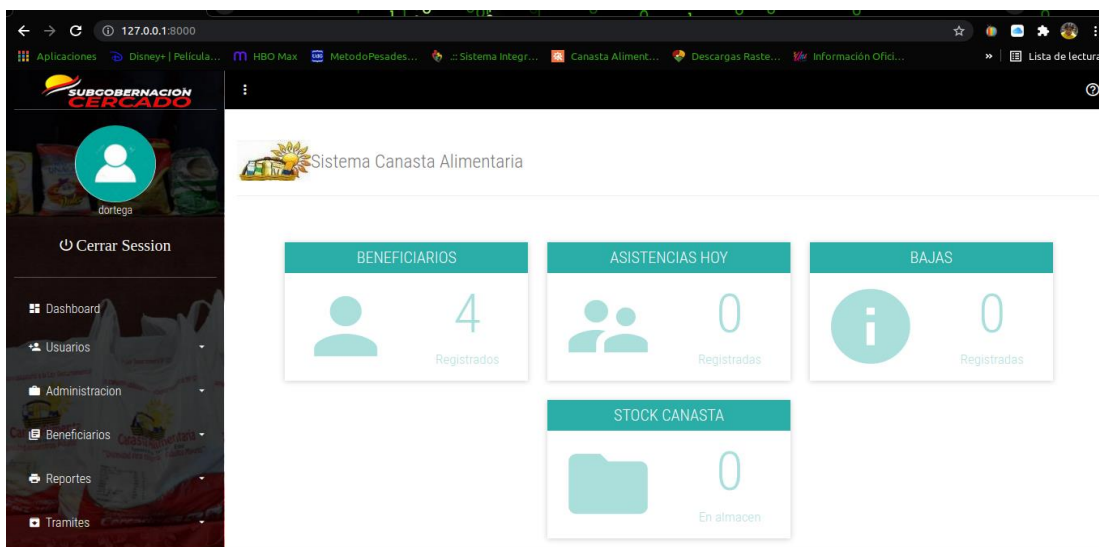 127.0.0.1:8000
Aplicaciones
Disney+ | Película...
HBO Max
MetodoPesades...
.:: Sistema Integr...
Canasta Aliment...
Descargas Raste...
Información Ofici...
»
Lista de lectura
SUBGOBERNACION
CERCADO
dortega
Cerrar Session
Dashboard
Usuarios
Administracion
Beneficiarios
Reportes
Tramites
Sistema Canasta Alimentaria
BENEFICIARIOS
4
Registrados
ASISTENCIAS HOY
0
Registradas
BAJAS
0
Registradas
STOCK CANASTA
0
En almacen